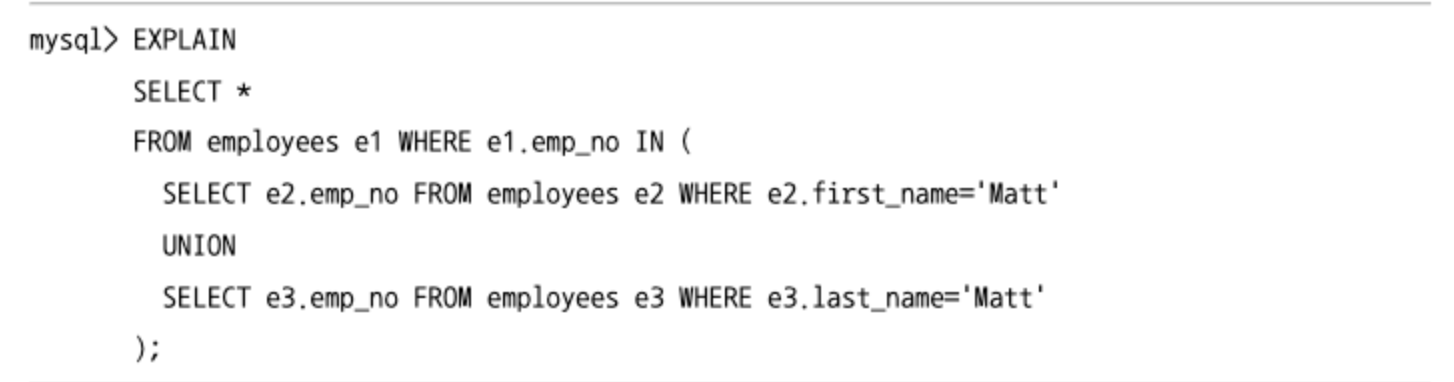 mysql> EXPLAIN
SELECT *
FROM employees e1 WHERE e1.emp_no IN (
SELECT e2.emp_no FROM employees e2 WHERE e2.first_name='Matt'
UNION
SELECT e3.emp_no FROM employees e3 WHERE e3.last_name='Matt'
);